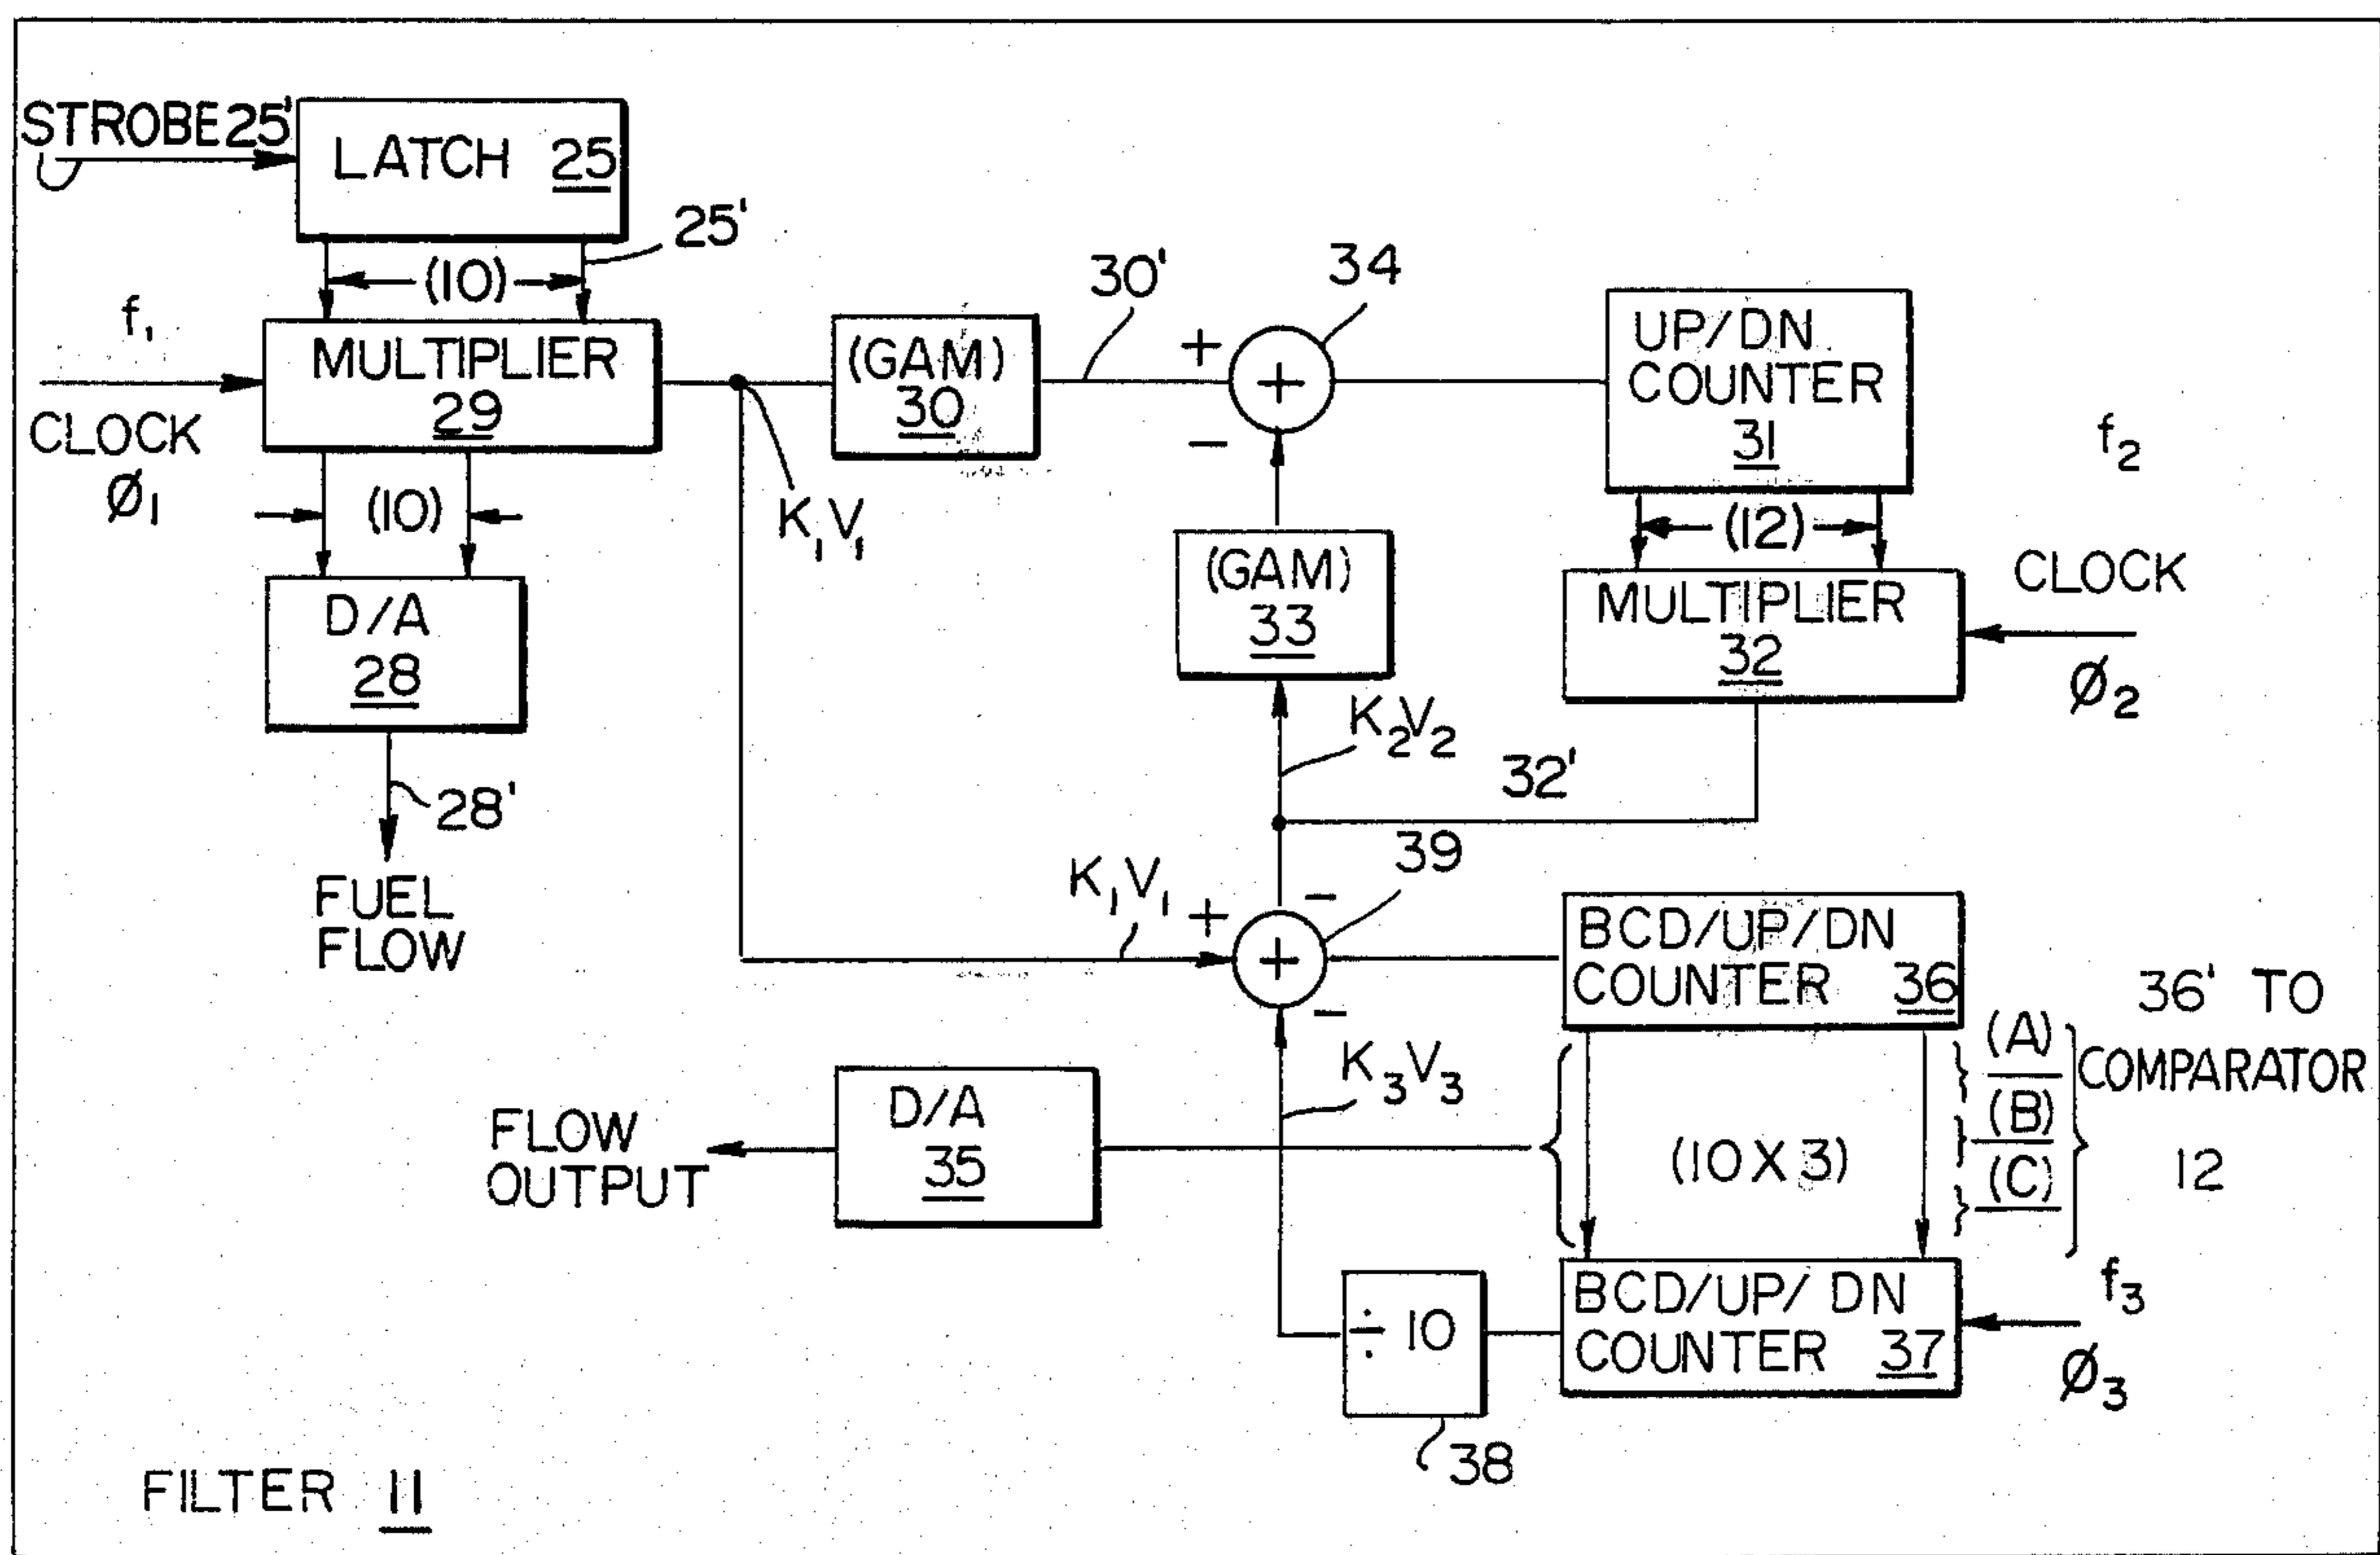 STROBE 25'
LATCH 25
25'
(10)
f₁
MULTIPLIER
29
CLOCK
Ø₁
(10)
K₁V₁
D/A
28
28'
FUEL
FLOW
(GAM)
30
30'
34
+
+
−
UP/DN
COUNTER
31
f₂
(12)
CLOCK
MULTIPLIER
32
Ø₂
(GAM)
33
K₂V₂
32'
39
K₁V₁
+
−
+
−
BCD/UP/DN
COUNTER 36
36' TO
COMPARATOR
12
(A)
(B)
(C)
(10X3)
K₃V₃
D/A
35
FLOW
OUTPUT
BCD/UP/DN
COUNTER 37
f₃
Ø₃
÷ 10
38
FILTER 11